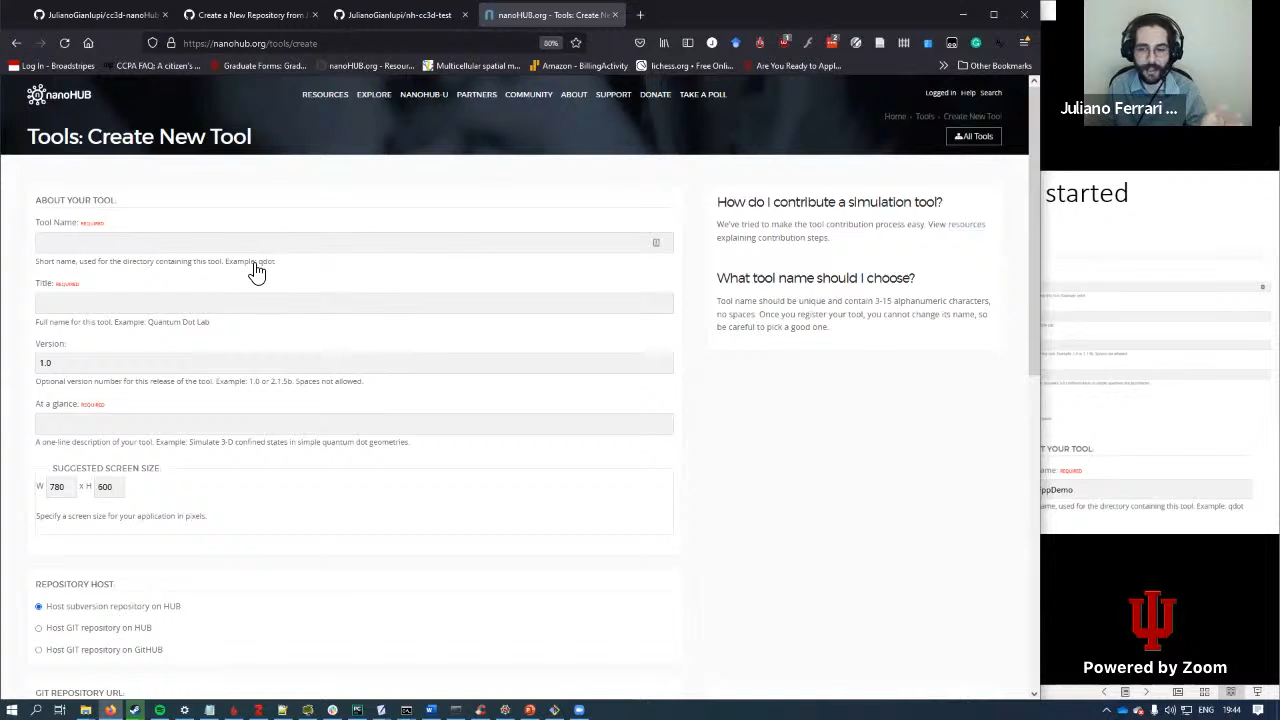 JulianoGianlupi/cc3d-nanohub
Create a New Repository
JulianoGianlupi/nh-cc3d-test
nanoHUB.org - Tools: Create Ne
https://nanohub.org/tools/create
80%
Log In - Broadspire
CCPA FAQ: A citizen's...
Graduate Forms Grad...
nanoHUB.org - Resour...
spatial m...
Amazon - BillingActivity
lichess.org • Free Onli...
Are You Ready to Appl...
Other Bookmarks
nanoHUB
RESOURCES EXPLORE NANOHUB U PARTNERS COMMUNITY ABOUT SUPPORT DONATE TAKE A POLL
Logged in Help Search
Home › Tools › Create New Tool
Tools: Create New Tool
All Tools
ABOUT YOUR TOOL:
Tool Name: REQUIRED
Short name, used for the directory containing this tool. Example: qdot
Title: REQUIRED
Full name for this tool. Example: Quantum Dot Lab
Version:
1.0
Optional version number for this release of the tool. Example: 1.0 or 2.1.5b. Spaces not allowed.
At a glance: REQUIRED
A one-line description of your tool. Example: Simulate 3-D confined states in simple quantum dot geometries.
SUGGESTED SCREEN SIZE:
W 780 x H 600
Specify a screen size for your application in pixels.
REPOSITORY HOST:
Host subversion repository on HUB
Host GIT repository on HUB
Host GIT repository on GitHUB
GIT REPOSITORY URL:
How do I contribute a simulation tool?
We've tried to make the tool contribution process easy. View resources
explaining contribution steps.
What tool name should I choose?
Tool name should be unique and contain 3-15 alphanumeric characters,
no spaces. Once you register your tool, you cannot change its name, so
be careful to pick a good one.
Juliano Ferrari ...
started
T YOUR TOOL:
ame: REQUIRED
ppDemo
name, used for the directory containing this tool. Example: qdot
Powered by Zoom
ENG
19:44